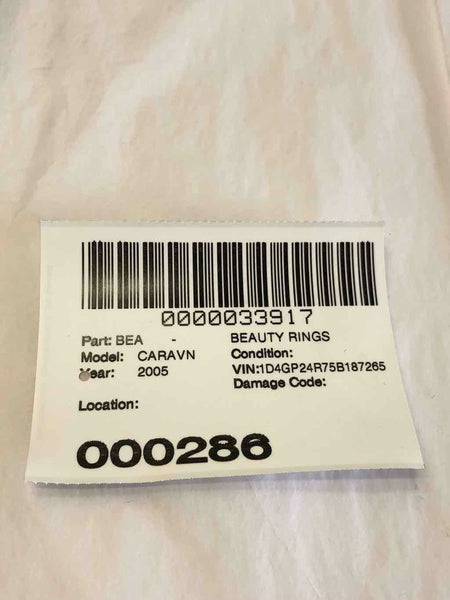 0000033917
Part: BEA - BEAUTY RINGS
Model: CARAVN Condition:
Year: 2005 VIN:1D4GP24R75B187265
Damage Code:
Location:
000286